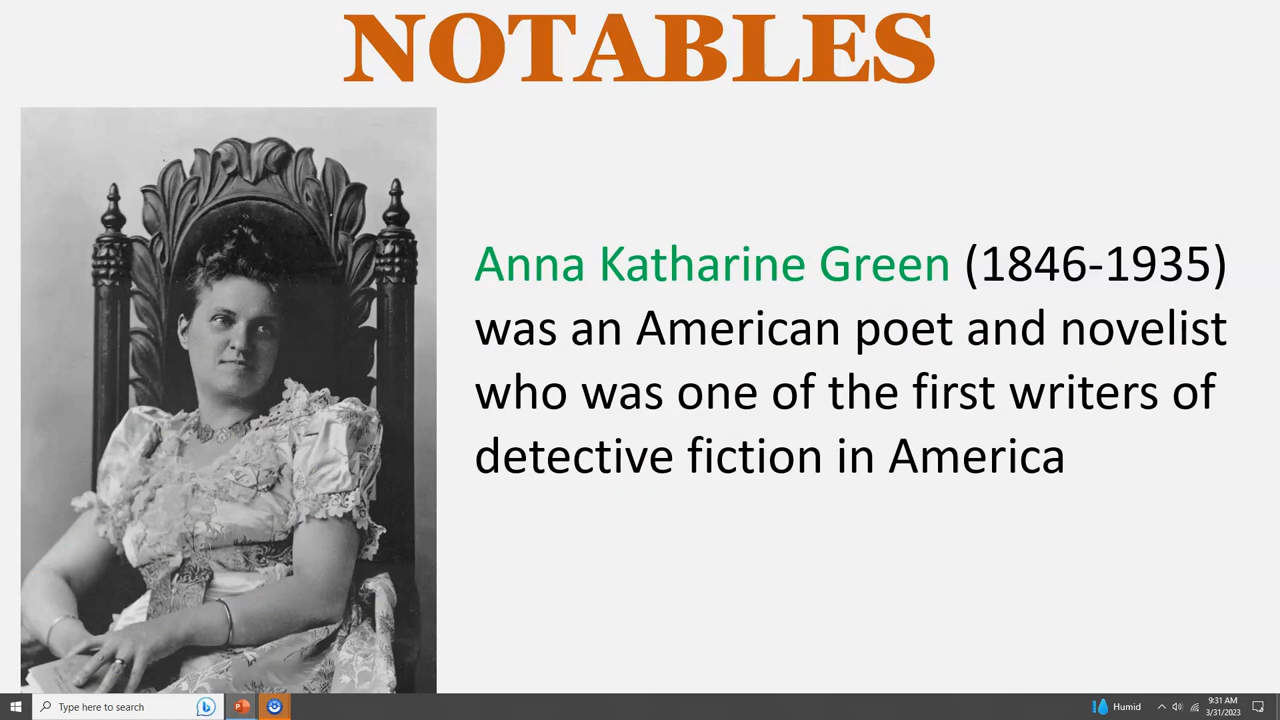 NOTABLES
Anna Katharine Green (1846-1935)
was an American poet and novelist
who was one of the first writers of
detective fiction in America
Type here to search
Humid
9:31 AM
3/31/2023